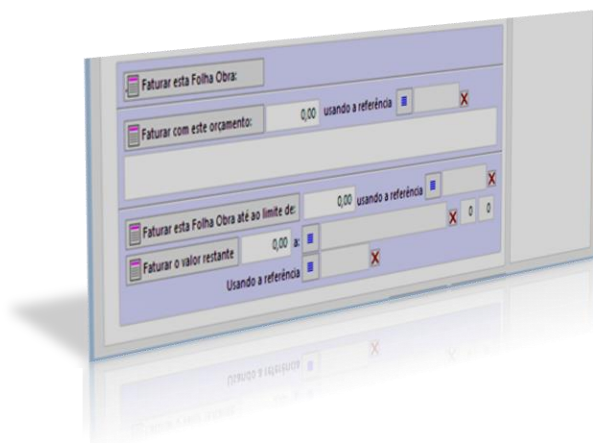 Faturar esta Folha Obra:
Faturar com este orçamento: 0,00 usando a referência
Faturar esta Folha Obra até ao limite de: 0,00 usando a referência
Faturar o valor restante 0,00 a: 0 0
Usando a referência